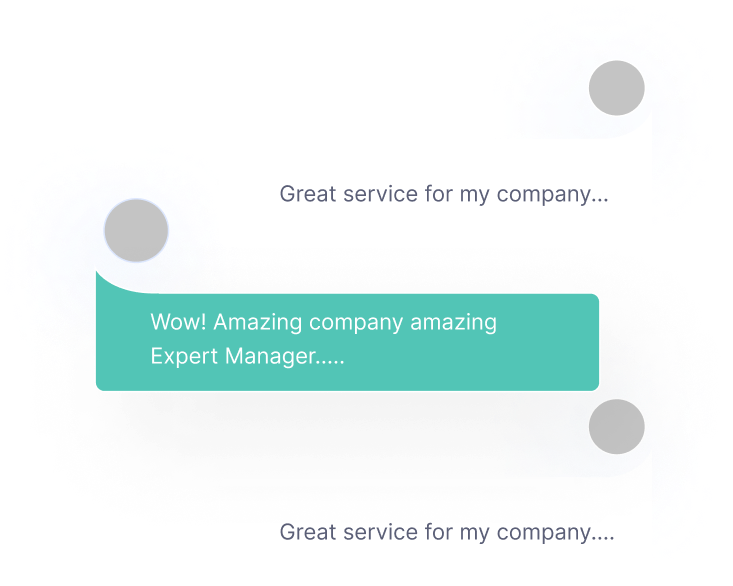 Great service for my company...
Wow! Amazing company amazing
Expert Manager.....
Great service for my company....